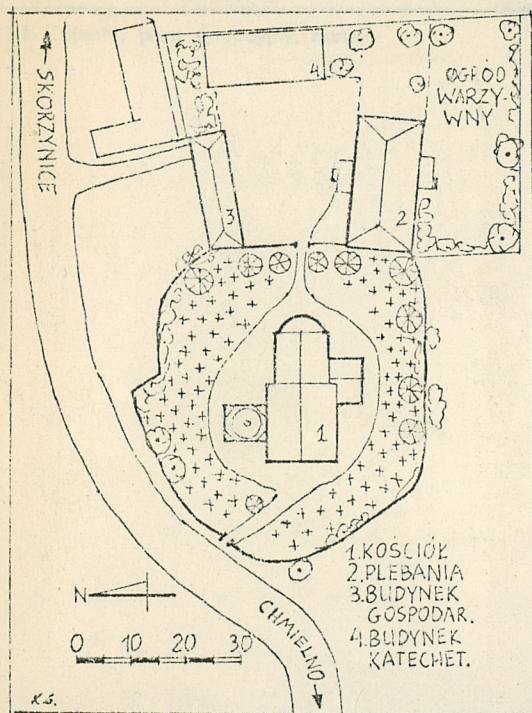 ← SKORZYNICE
OGRÓD
WARZY-
WNY
4
3
2
1
1. KOŚCIÓŁ
2. PLEBANIA
3. BUDYNEK
GOSPODAR.
4. BUDYNEK
KATECHET.
N
CHMIELNO →
0 10 20 30
K.S.